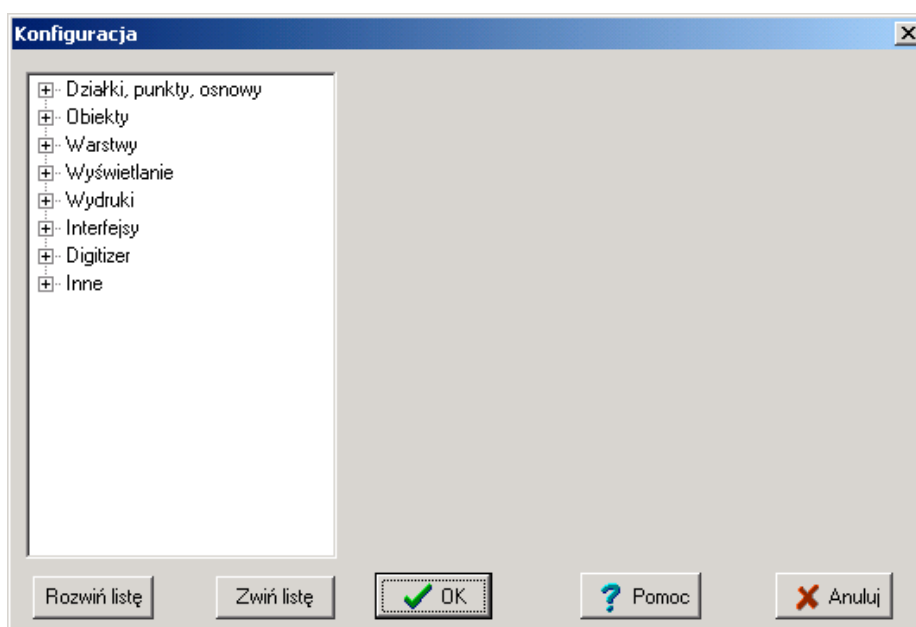 Konfiguracja
Działki, punkty, osnowy
Obiekty
Warstwy
Wyświetlanie
Wydruki
Interfejsy
Digitizer
Inne
Rozwiń listę Zwiń listę OK Pomoc Anuluj